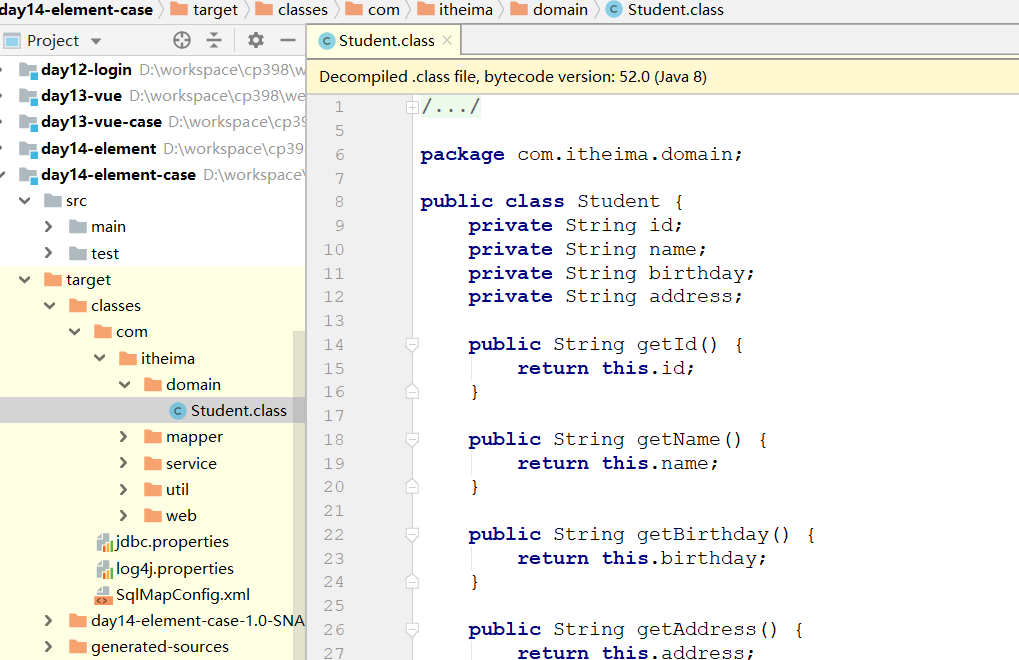 day14-element-case target classes com itheima domain Student.class
Project
Student.class
day12-login D:\workspace\cp398\w
day13-vue D:\workspace\cp398\we
day13-vue-case D:\workspace\cp39
day14-element D:\workspace\cp39
day14-element-case D:\workspace\
src
main
test
target
classes
com
itheima
domain
Student.class
mapper
service
util
web
jdbc.properties
log4j.properties
SqlMapConfig.xml
day14-element-case-1.0-SNA
generated-sources
Decompiled .class file, bytecode version: 52.0 (Java 8)
1 /.../
5
6 package com.itheima.domain;
7
8 public class Student {
9 private String id;
10 private String name;
11 private String birthday;
12 private String address;
13
14 public String getId() {
15 return this.id;
16 }
17
18 public String getName() {
19 return this.name;
20 }
21
22 public String getBirthday() {
23 return this.birthday;
24 }
25
26 public String getAddress() {
27 return this.address;